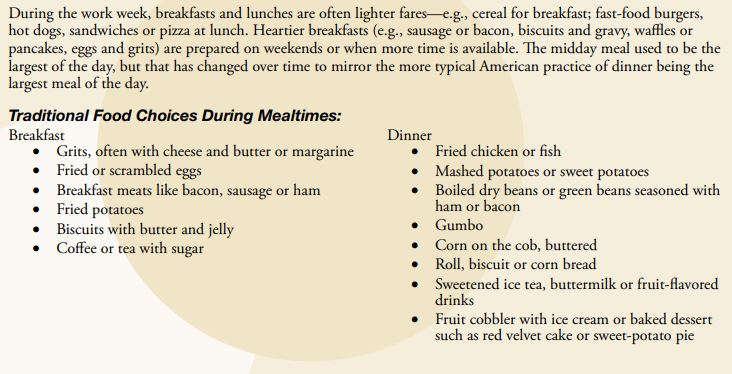 During the work week, breakfasts and lunches are often lighter fares—e.g., cereal for breakfast; fast-food burgers,
hot dogs, sandwiches or pizza at lunch. Heartier breakfasts (e.g., sausage or bacon, biscuits and gravy, waffles or
pancakes, eggs and grits) are prepared on weekends or when more time is available. The midday meal used to be the
largest of the day, but that has changed over time to mirror the more typical American practice of dinner being the
largest meal of the day.
Traditional Food Choices During Mealtimes:
Breakfast
• Grits, often with cheese and butter or margarine
• Fried or scrambled eggs
• Breakfast meats like bacon, sausage or ham
• Fried potatoes
• Biscuits with butter and jelly
• Coffee or tea with sugar
Dinner
• Fried chicken or fish
• Mashed potatoes or sweet potatoes
• Boiled dry beans or green beans seasoned with
ham or bacon
• Gumbo
• Corn on the cob, buttered
• Roll, biscuit or corn bread
• Sweetened ice tea, buttermilk or fruit-flavored
drinks
• Fruit cobbler with ice cream or baked dessert
such as red velvet cake or sweet-potato pie